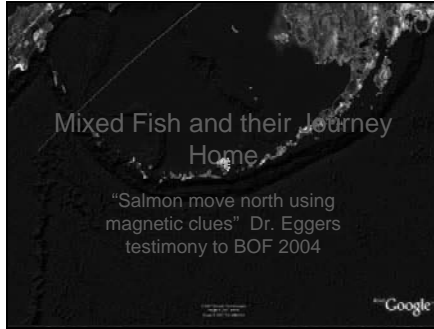 Mixed Fish and their Journey
Home
“Salmon move north using
magnetic clues” Dr. Eggers
testimony to BOF 2004
Google